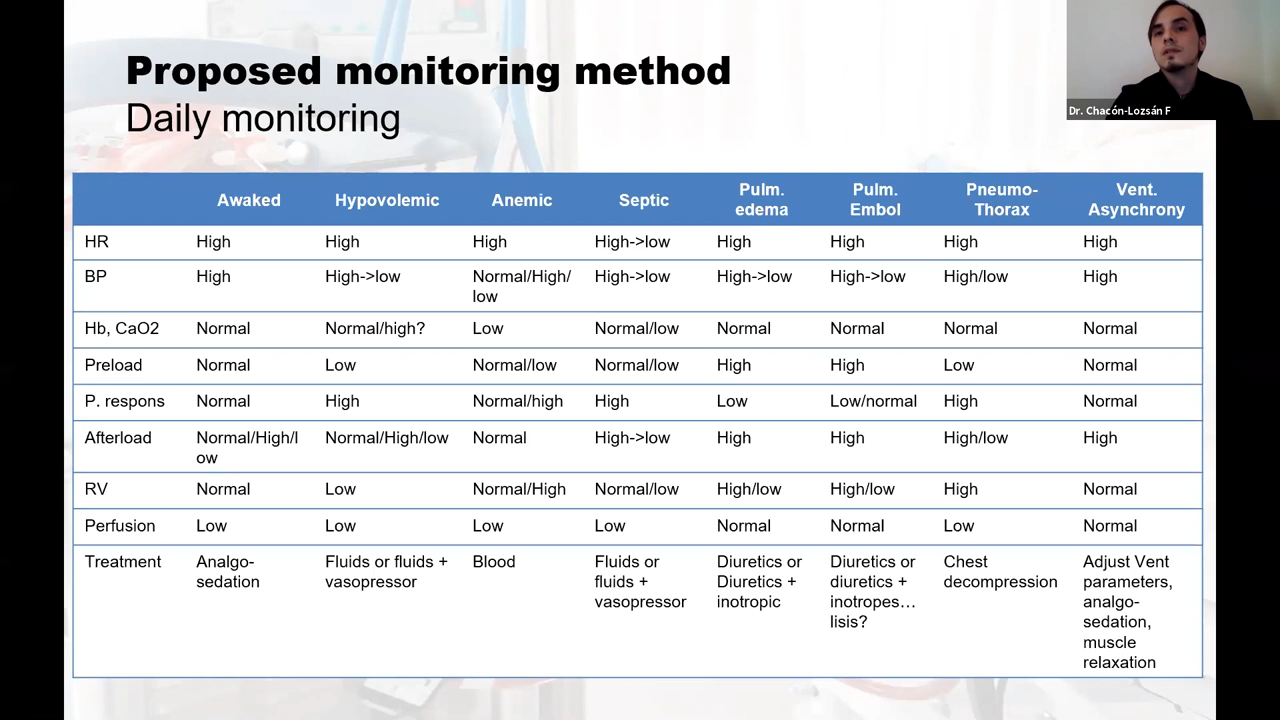 Proposed monitoring method
Daily monitoring
Dr. Chacón-Lozsán F
Awaked Hypovolemic Anemic Septic Pulm. edema Pulm. Embol Pneumo-Thorax Vent. Asynchrony
HR High High High High->low High High High High
BP High High->low Normal/High/low High->low High->low High->low High/low High
Hb, CaO2 Normal Normal/high? Low Normal/low Normal Normal Normal Normal
Preload Normal Low Normal/low Normal/low High High Low Normal
P. respons Normal High Normal/high High Low Low/normal High Normal
Afterload Normal/High/low Normal/High/low Normal High->low High High High/low High
RV Normal Low Normal/High Normal/low High/low High/low High Normal
Perfusion Low Low Low Low Normal Normal Low Normal
Treatment Analgo-sedation Fluids or fluids + vasopressor Blood Fluids or fluids + vasopressor Diuretics or Diuretics + inotropic Diuretics or diuretics + inotropes… lisis? Chest decompression Adjust Vent parameters, analgo-sedation, muscle relaxation